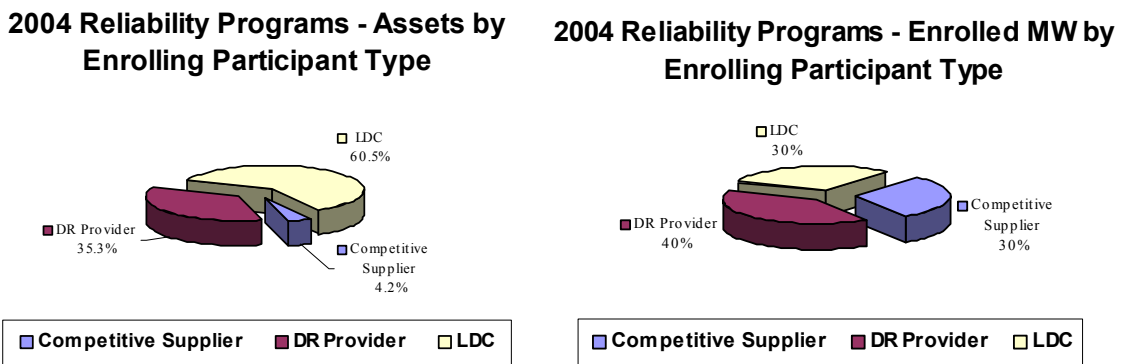 2004 Reliability Programs - Assets by
Enrolling Participant Type
LDC
60.5%
DR Provider
35.3%
Competitive
Supplier
4.2%
Competitive Supplier DR Provider LDC
2004 Reliability Programs - Enrolled MW by
Enrolling Participant Type
LDC
30%
DR Provider
40%
Competitive
Supplier
30%
Competitive Supplier DR Provider LDC